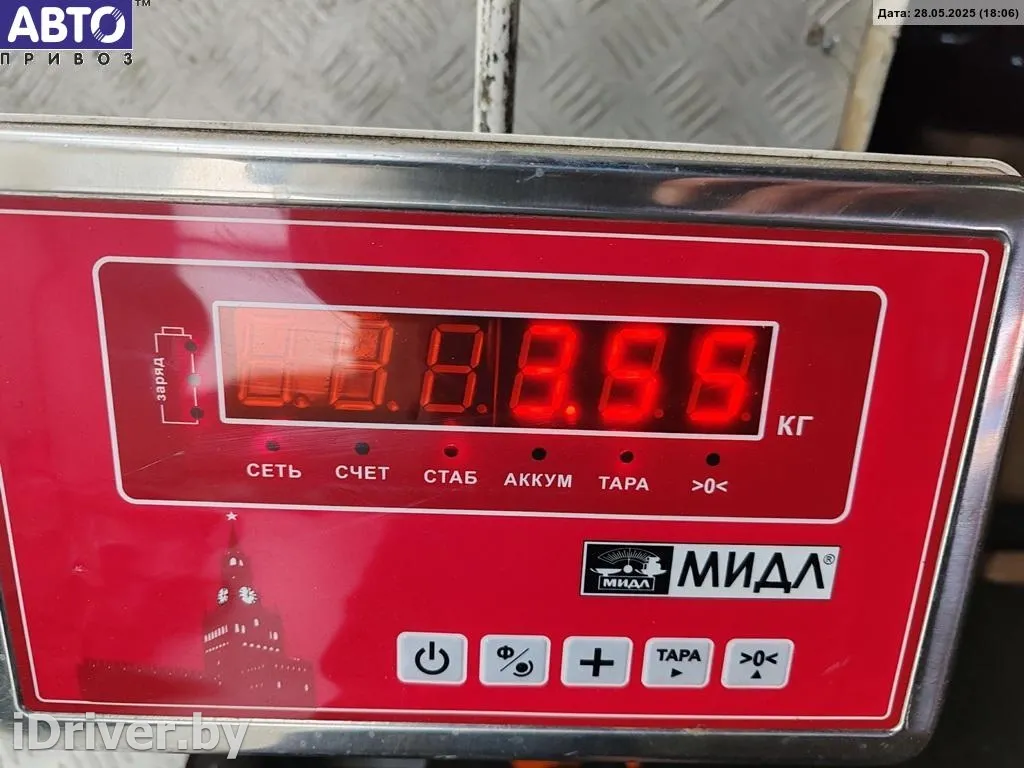 АВТО™
ПРИВОЗ
Дата: 28.05.2025 (18:06)
заряд
3.55
КГ
СЕТЬ СЧЕТ СТАБ АККУМ ТАРА >0<
МИДЛ МИДЛ®
Ф ТАРА >0<
iDriver.by